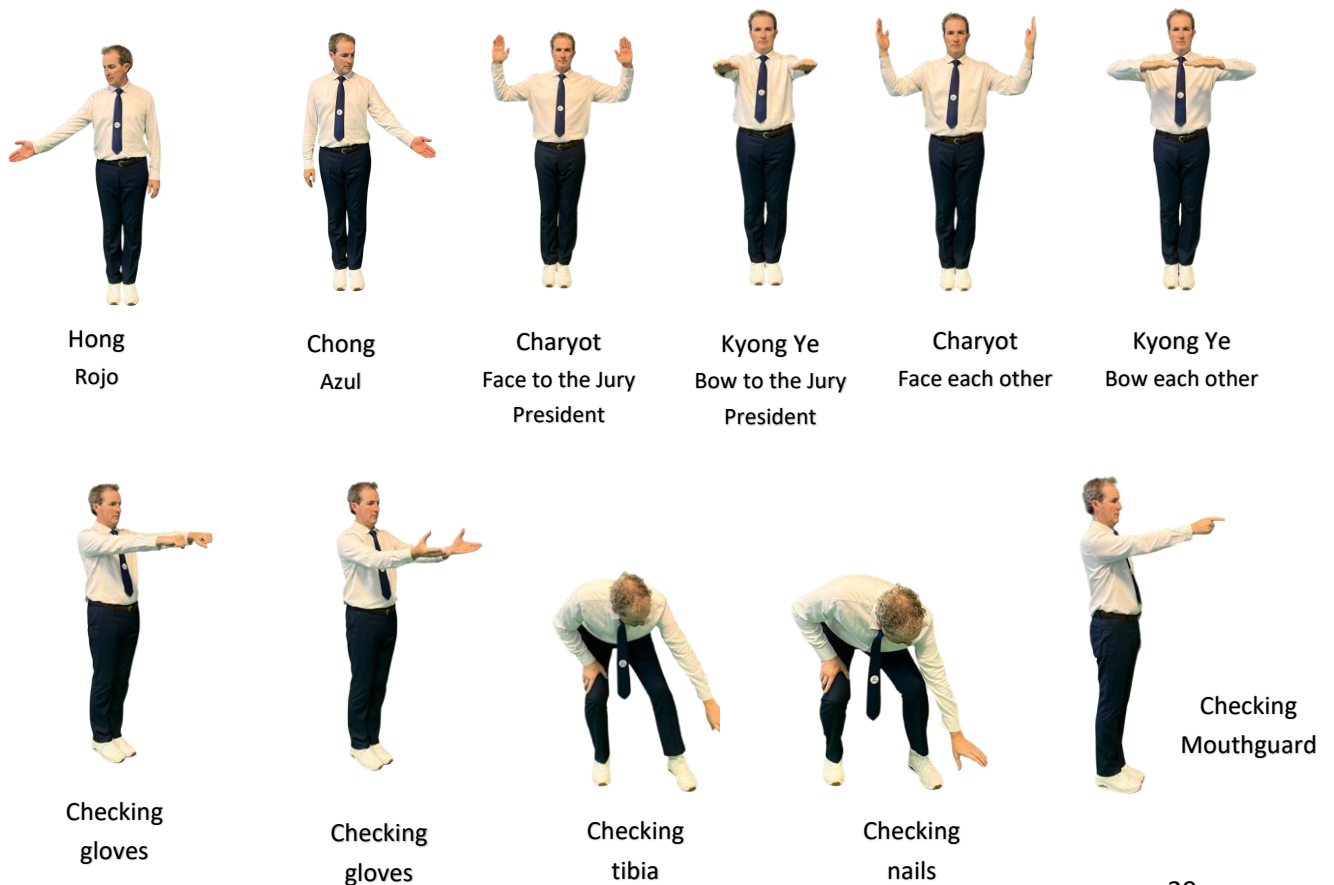 Hong
Rojo
Chong
Azul
Charyot
Face to the Jury
President
Kyong Ye
Bow to the Jury
President
Charyot
Face each other
Kyong Ye
Bow each other
Checking
gloves
Checking
gloves
Checking
tibia
Checking
nails
Checking
Mouthguard